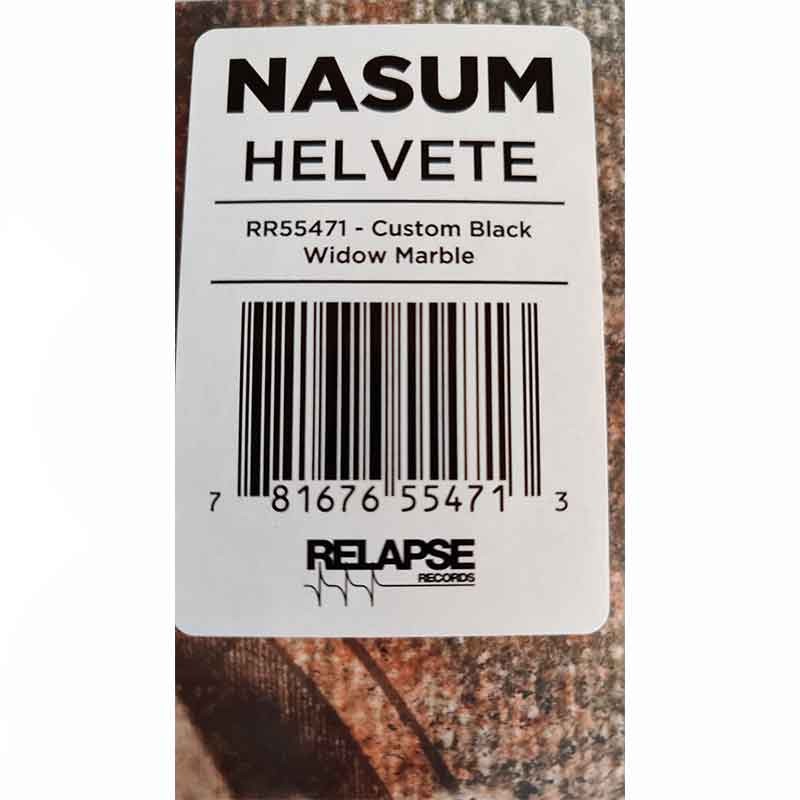 NASUM
HELVETE
RR55471 - Custom Black
Widow Marble
7 81676 55471 3
RELAPSE
RECORDS